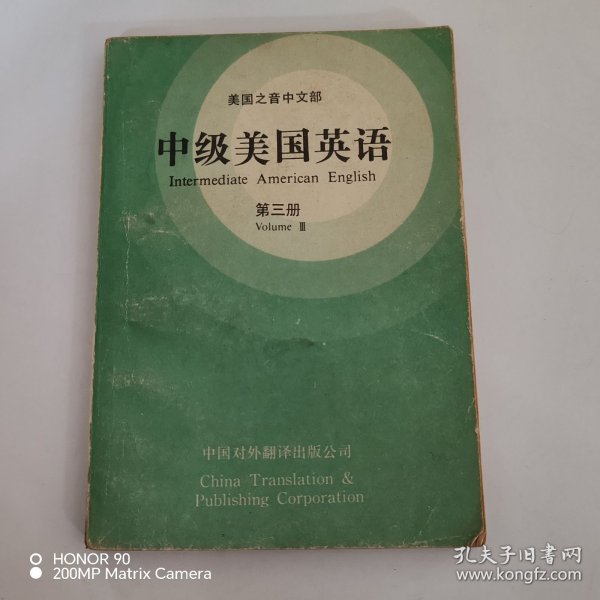 美国之音中文部
中级美国英语
Intermediate American English
第三册
Volume Ⅲ
中国对外翻译出版公司
China Translation &
Publishing Corporation
HONOR 90
200MP Matrix Camera
孔夫子旧书网
www.kongfz.com